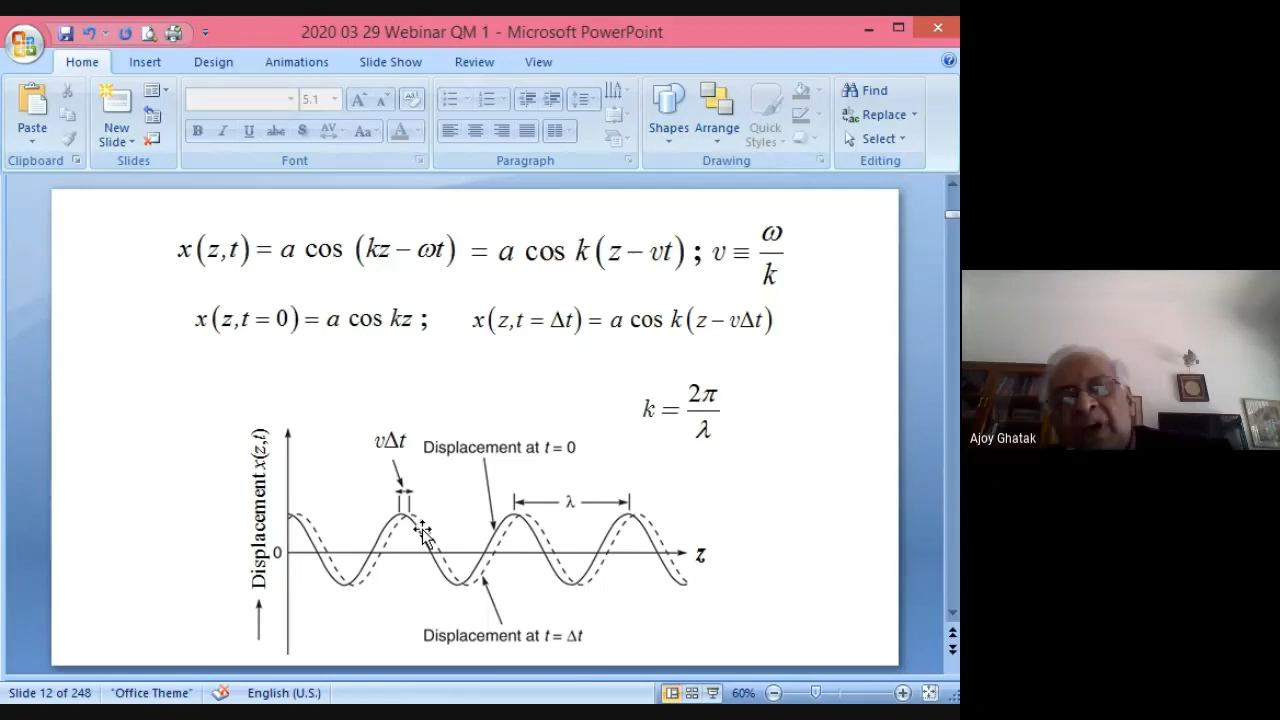 2020 03 29 Webinar QM 1 - Microsoft PowerPoint
Home Insert Design Animations Slide Show Review View
Paste
Clipboard
New Slide
Slides
5.1
B I U abc S AV Aa A
Font
Paragraph
Shapes Arrange Quick Styles
Drawing
Find
Replace
Select
Editing
x(z,t) = a cos (kz − ωt) = a cos k(z − vt) ; v ≡ ω/k
x(z,t = 0) = a cos kz ; x(z,t = Δt) = a cos k(z − vΔt)
k = 2π/λ
vΔt
Displacement at t = 0
λ
Displacement x(z,t)
0
z
Displacement at t = Δt
Ajoy Ghatak
Slide 12 of 248 "Office Theme" English (U.S.) 60%